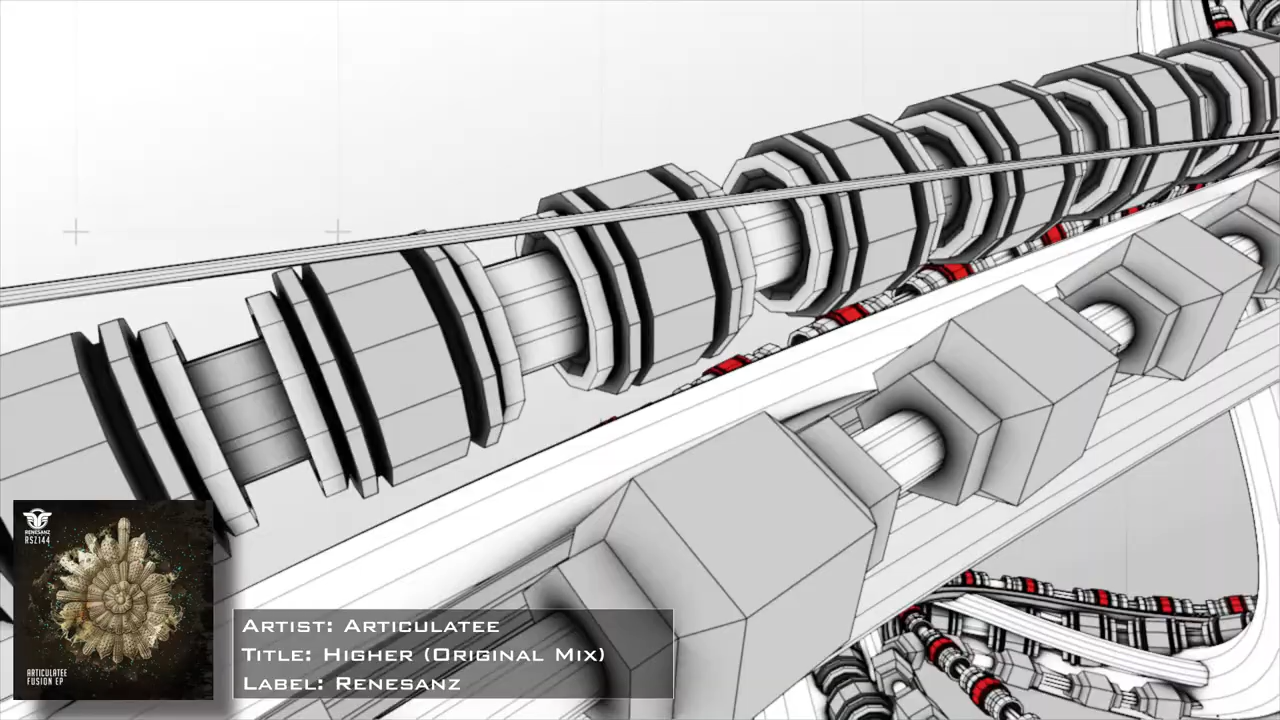 RENESANZ
RSZ144
ARTICULATEE
FUSION EP
Artist: Articulatee
Title: Higher (Original Mix)
Label: Renesanz